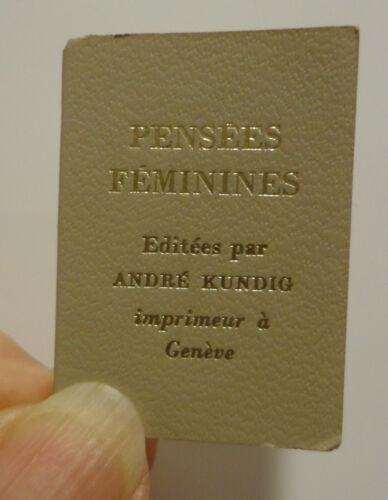 PENSÉES
FÉMININES
Editées par
ANDRÉ KUNDIG
imprimeur à
Genève